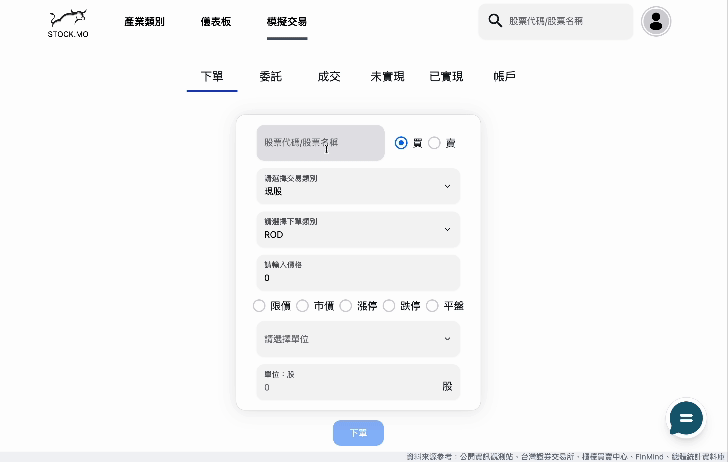 STOCK.MO
產業類別
儀表板
模擬交易
股票代碼/股票名稱
下單
委託
成交
未實現
已實現
帳戶
股票代碼/股票名稱
買
賣
請選擇交易類別
現股
請選擇下單類別
ROD
請輸入價格
0
限價
市價
漲停
跌停
平盤
請選擇單位
單位：股
0
股
下單
資料來源參考：公開資訊觀測站、台灣證券交易所、櫃檯買賣中心、FinMind、總體統計資料庫